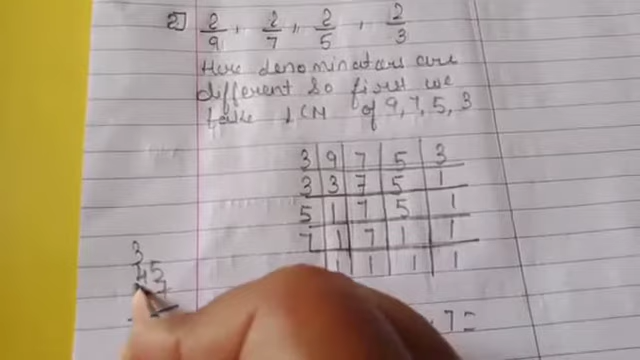 2] 2/9, 2/7, 2/5, 2/3
Here denominators are
different So first we
take LCM of 9, 7, 5, 3
3 9 7 5 3
3 3 7 5 1
5 1 7 5 1
7 1 7 1 1
1 1 1 1
3
45
7
7 =